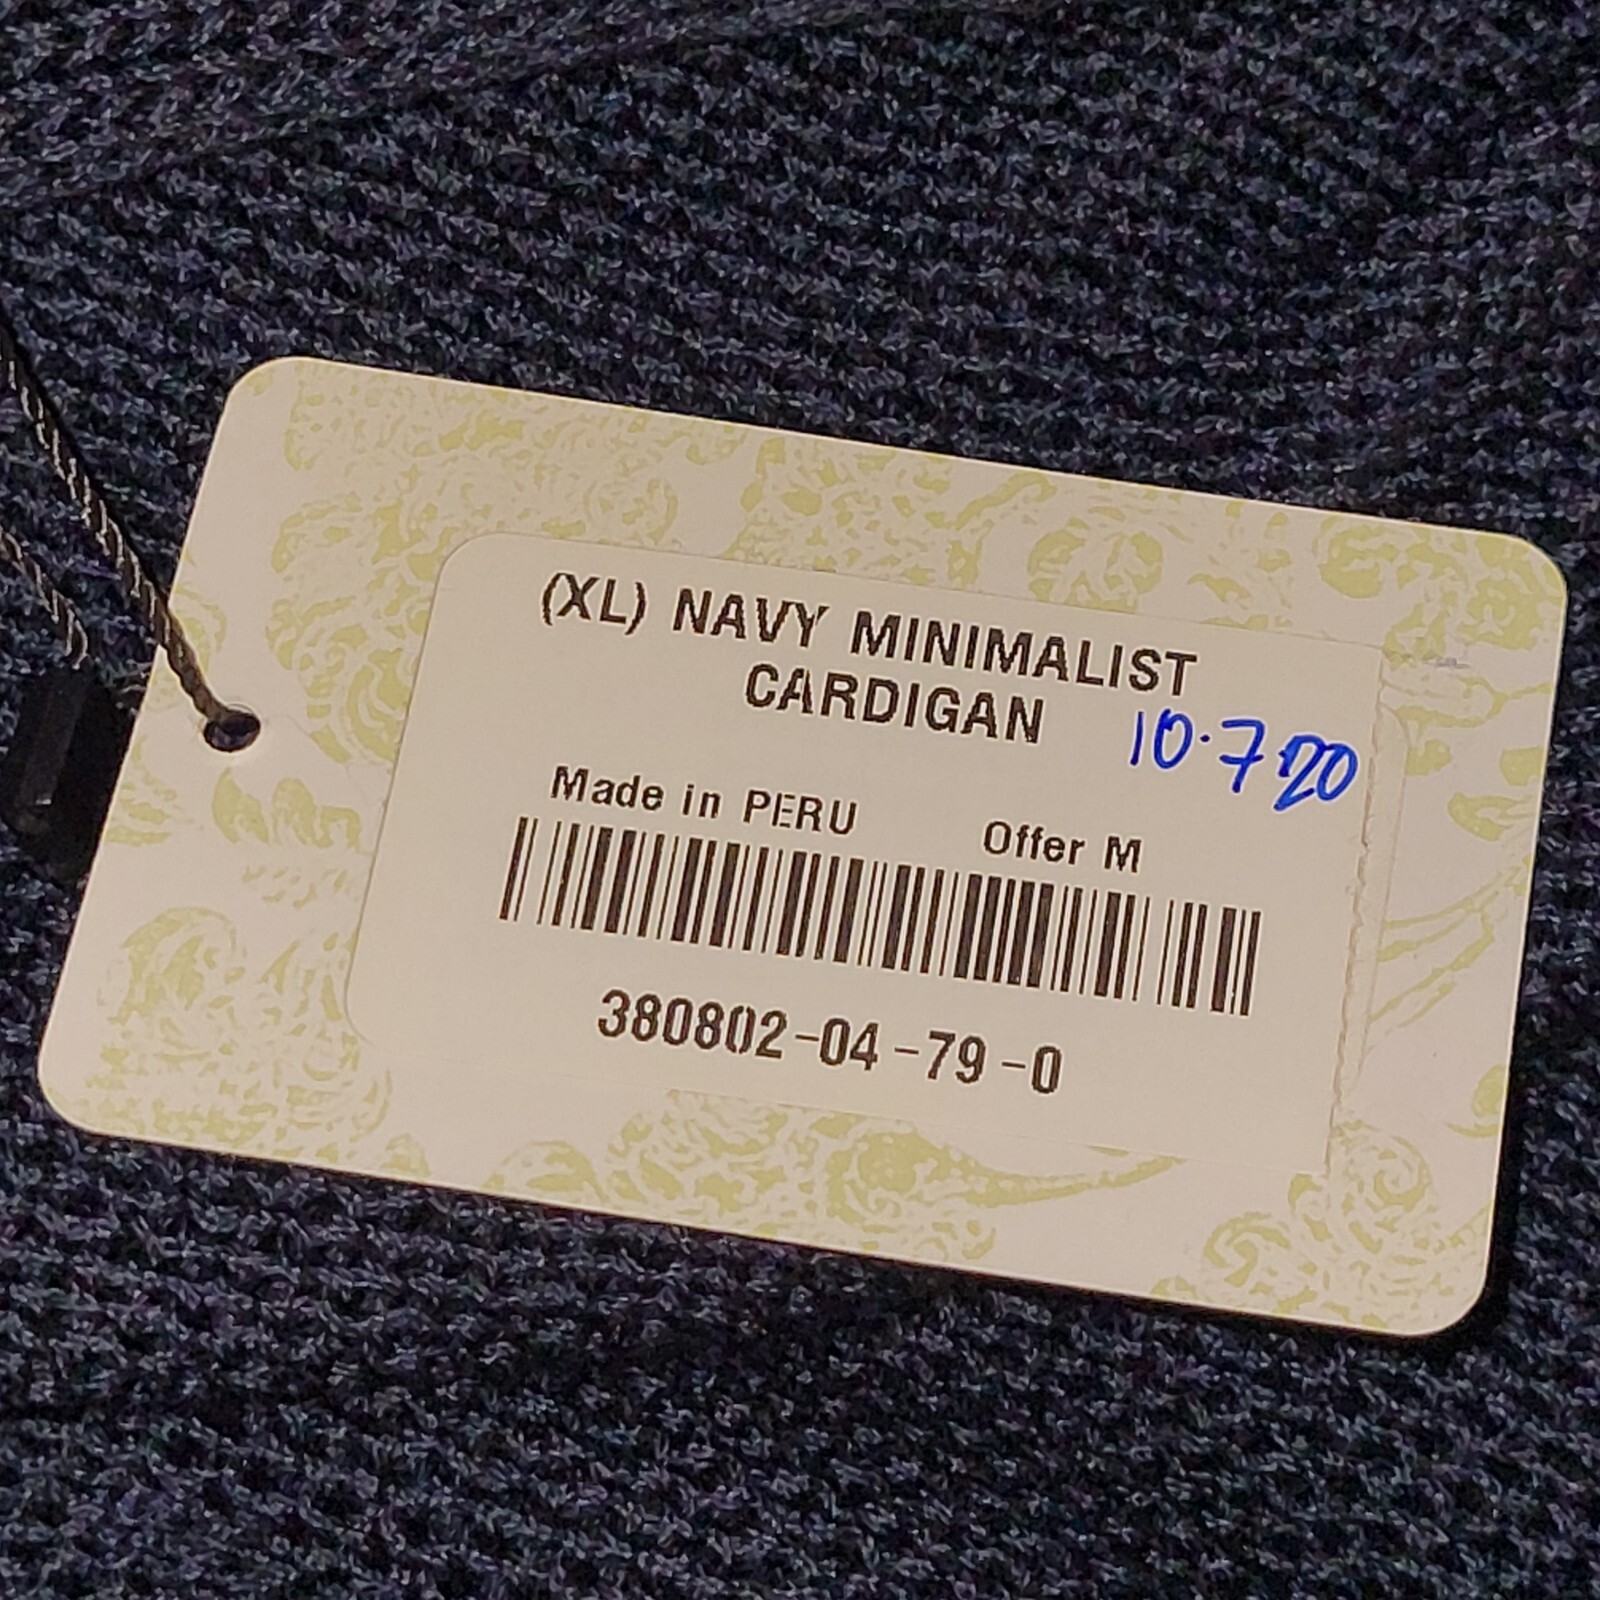 (XL) NAVY MINIMALIST
CARDIGAN
10·7·20
Made in PERU Offer M
380802-04-79-0